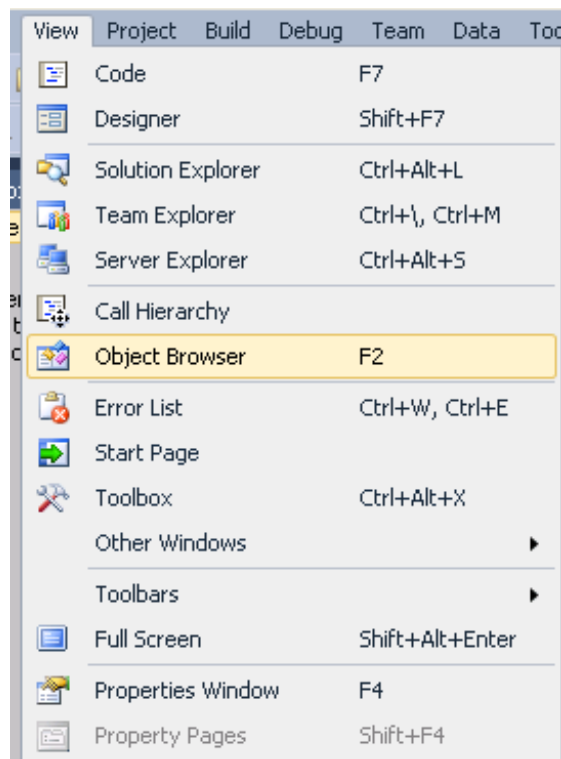 View Project Build Debug Team Data
Code F7
Designer Shift+F7
Solution Explorer Ctrl+Alt+L
Team Explorer Ctrl+\, Ctrl+M
Server Explorer Ctrl+Alt+S
Call Hierarchy
Object Browser F2
Error List Ctrl+W, Ctrl+E
Start Page
Toolbox Ctrl+Alt+X
Other Windows
Toolbars
Full Screen Shift+Alt+Enter
Properties Window F4
Property Pages Shift+F4